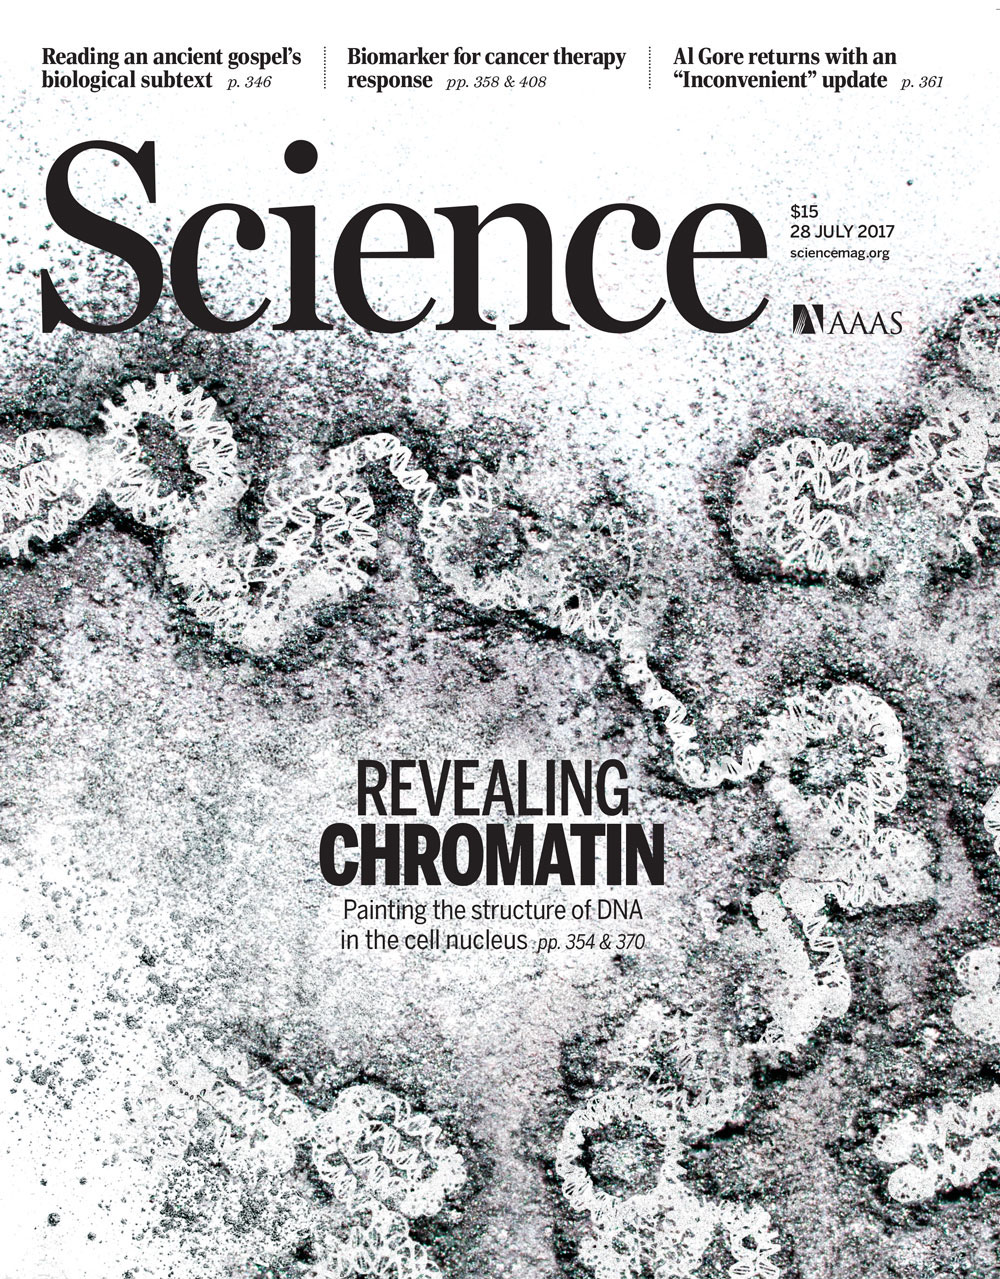 Reading an ancient gospel’s
biological subtext p. 346
Biomarker for cancer therapy
response pp. 358 & 408
Al Gore returns with an
“Inconvenient” update p. 361
Science
$15
28 JULY 2017
sciencemag.org
AAAS
REVEALING
CHROMATIN
Painting the structure of DNA
in the cell nucleus pp. 354 & 370